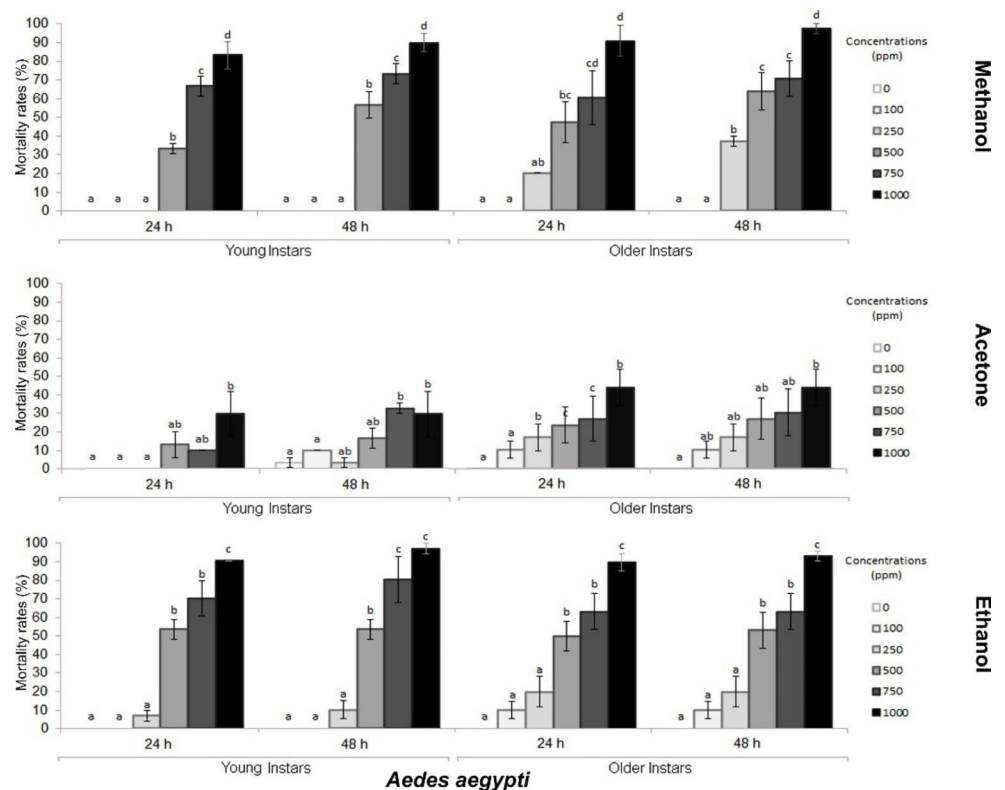 Methanol
Mortality rates (%)
100
90
80
70
60
50
40
30
20
10
0
a a a b c d
a a a b c d
a a ab bc cd d
a a b c c d
24 h 48 h 24 h 48 h
Young Instars Older Instars
Concentrations
(ppm)
0
100
250
500
750
1000
Acetone
Mortality rates (%)
100
90
80
70
60
50
40
30
20
10
0
a a a ab ab b
a a ab ab b b
a a b c c b
a ab ab ab ab b
24 h 48 h 24 h 48 h
Young Instars Older Instars
Concentrations
(ppm)
0
100
250
500
750
1000
Ethanol
Mortality rates (%)
100
90
80
70
60
50
40
30
20
10
0
a a a b b c
a a a b c c
a a a b b c
a a a b b c
24 h 48 h 24 h 48 h
Young Instars Older Instars
Concentrations
(ppm)
0
100
250
500
750
1000
Aedes aegypti